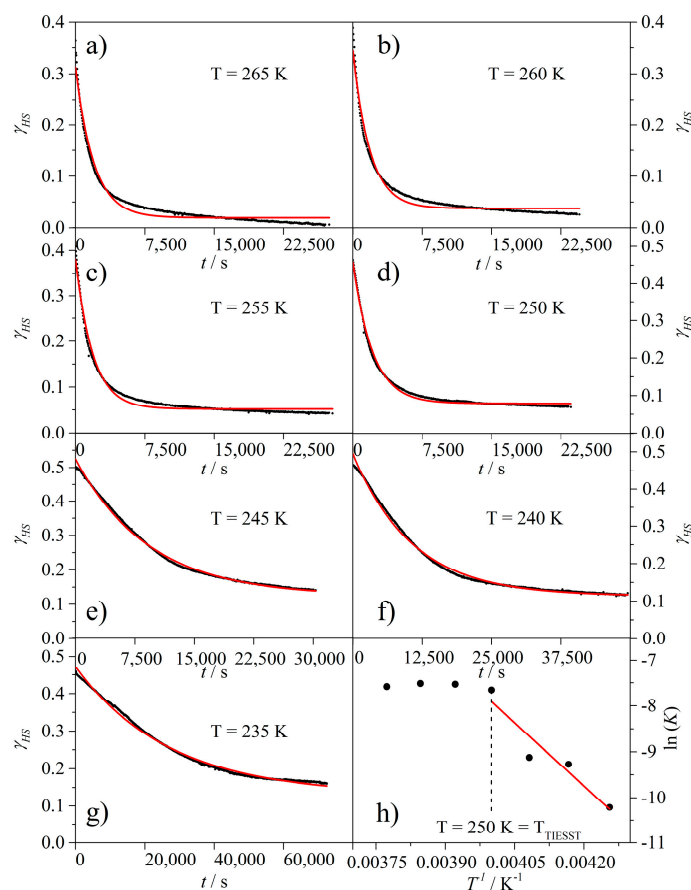 a)
T = 265 K
γHS
0.4
0.3
0.2
0.1
0.0
0 7,500 15,000 22,500
t / s
b)
T = 260 K
γHS
0.4
0.3
0.2
0.1
0.0
0 7,500 15,000 22,500
t / s
c)
T = 255 K
γHS
0.4
0.3
0.2
0.1
0.0
0 7,500 15,000 22,500
t / s
d)
T = 250 K
γHS
0.5
0.4
0.3
0.2
0.1
0.0
0 7,500 15,000 22,500
t / s
e)
T = 245 K
γHS
0.5
0.4
0.3
0.2
0.1
0.0
0 7,500 15,000 22,500 30,000
t / s
f)
T = 240 K
γHS
0.5
0.4
0.3
0.2
0.1
0.0
0 12,500 25,000 37,500
t / s
g)
T = 235 K
γHS
0.5
0.4
0.3
0.2
0.1
0.0
0 20,000 40,000 60,000
t / s
h)
T = 250 K = TTIESST
ln (K)
-7
-8
-9
-10
-11
0.00375 0.00390 0.00405 0.00420
T-1 / K-1